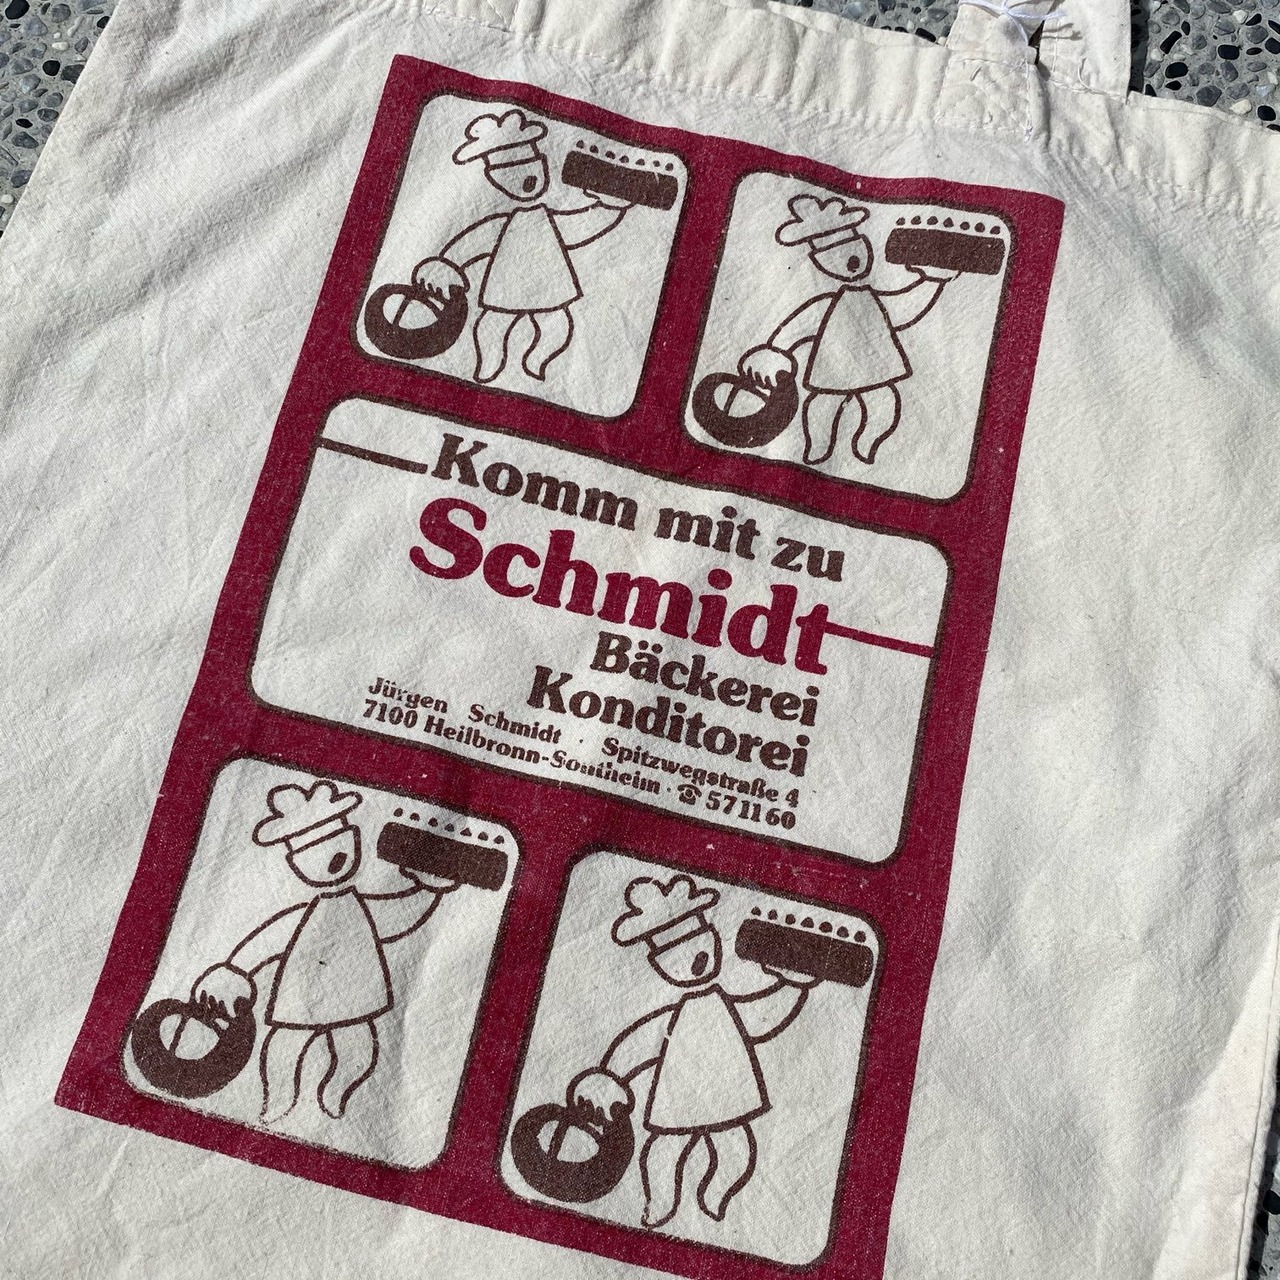 Komm mit zu
Schmidt
Bäckerei
Konditorei
Jürgen Schmidt · Spitzwegstraße 4
7100 Heilbronn-Sontheim · ☎ 57 11 60